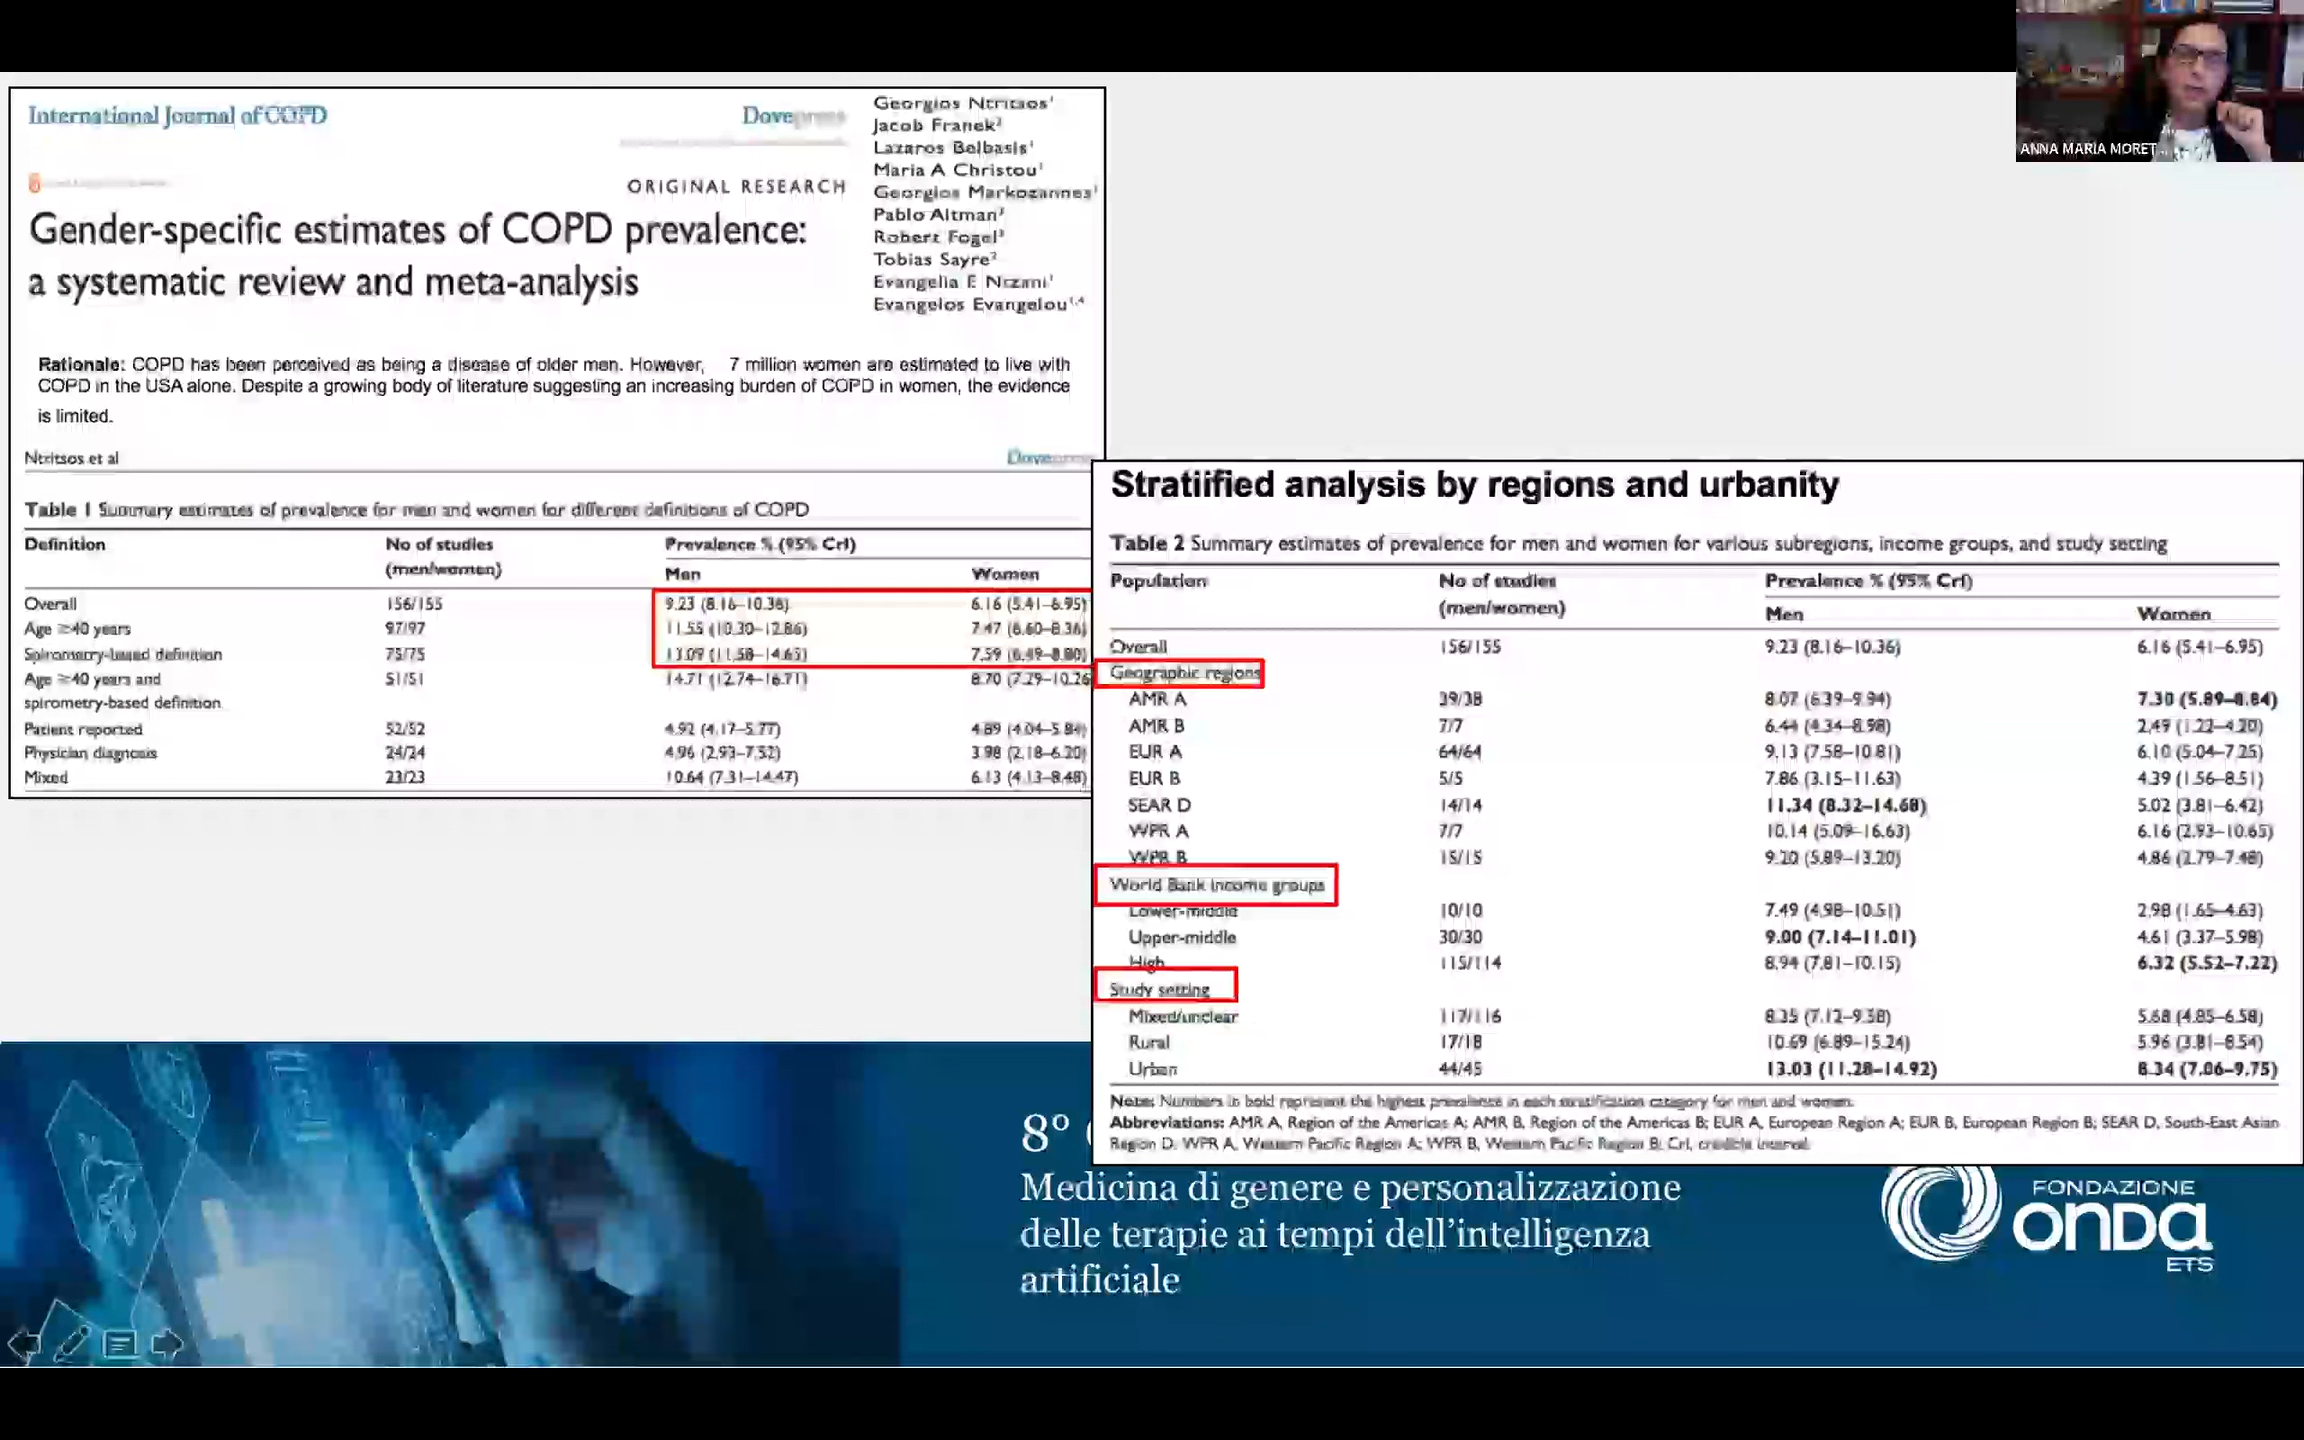 ANNA MARIA MORET
International Journal of COPD
Dovepress
ORIGINAL RESEARCH
Gender-specific estimates of COPD prevalence:
a systematic review and meta-analysis
Georgios Ntritsos¹
Jacob Franek²
Lazaros Belbasis¹
Maria A Christou¹
Georgios Markozannes¹
Pablo Altman³
Robert Fogel³
Tobias Sayre²
Evangelia E Ntzani¹
Evangelos Evangelou¹,⁴
Rationale: COPD has been perceived as being a disease of older men. However, 7 million women are estimated to live with
COPD in the USA alone. Despite a growing body of literature suggesting an increasing burden of COPD in women, the evidence
is limited.
Ntritsos et al
Dovepress
Table 1 Summary estimates of prevalence for men and women for different definitions of COPD
Definition No of studies Prevalence % (95% CrI)
(men/women) Men Women
Overall 156/155 9.23 (8.16–10.36) 6.16 (5.41–6.95)
Age ≥40 years 97/97 11.55 (10.30–12.86) 7.47 (6.60–8.36)
Spirometry-based definition 75/75 13.09 (11.58–14.65) 7.59 (6.49–8.80)
Age ≥40 years and 51/51 14.71 (12.74–16.71) 8.70 (7.29–10.26
spirometry-based definition
Patient reported 52/52 4.92 (4.17–5.77) 4.89 (4.04–5.84)
Physician diagnosis 24/24 4.96 (2.93–7.52) 3.98 (2.18–6.20)
Mixed 23/23 10.64 (7.31–14.47) 6.13 (4.13–8.48)
Stratiified analysis by regions and urbanity
Table 2 Summary estimates of prevalence for men and women for various subregions, income groups, and study setting
Population No of studies Prevalence % (95% CrI)
(men/women) Men Women
Overall 156/155 9.23 (8.16–10.36) 6.16 (5.41–6.95)
Geographic regions
AMR A 39/38 8.07 (6.39–9.94) 7.30 (5.89–8.84)
AMR B 7/7 6.44 (4.34–8.98) 2.49 (1.22–4.20)
EUR A 64/64 9.13 (7.58–10.81) 6.10 (5.04–7.25)
EUR B 5/5 7.86 (3.15–11.63) 4.39 (1.56–8.51)
SEAR D 14/14 11.34 (8.32–14.68) 5.02 (3.81–6.42)
WPR A 7/7 10.14 (5.09–16.63) 6.16 (2.93–10.65)
WPR B 15/15 9.20 (5.89–13.20) 4.86 (2.79–7.48)
World Bank income groups
Lower-middle 10/10 7.49 (4.98–10.51) 2.98 (1.65–4.63)
Upper-middle 30/30 9.00 (7.14–11.01) 4.61 (3.37–5.98)
High 115/114 8.94 (7.81–10.15) 6.32 (5.52–7.22)
Study setting
Mixed/unclear 117/116 8.35 (7.12–9.58) 5.68 (4.85–6.58)
Rural 17/18 10.69 (6.89–15.24) 5.96 (3.81–8.54)
Urban 44/45 13.03 (11.28–14.92) 8.34 (7.06–9.75)
Note: Numbers in bold represent the highest prevalence in each stratification category for men and women.
Abbreviations: AMR A, Region of the Americas A; AMR B, Region of the Americas B; EUR A, European Region A; EUR B, European Region B; SEAR D, South-East Asian
Region D; WPR A, Western Pacific Region A; WPR B, Western Pacific Region B; CrI, credible interval.
8°
Medicina di genere e personalizzazione
delle terapie ai tempi dell'intelligenza
artificiale
FONDAZIONE
onda
ETS